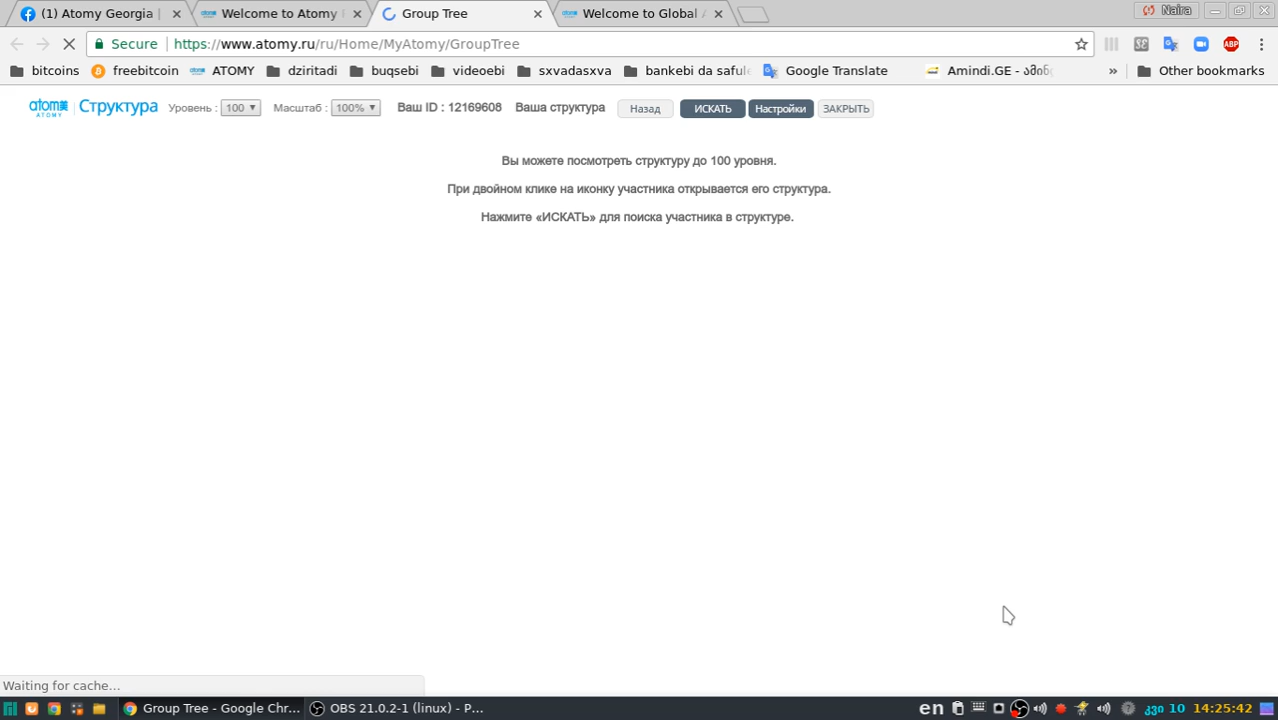 (1) Atomy Georgia |
Welcome to Atomy
Group Tree
Welcome to Global
Naira
Secure
https://www.atomy.ru/ru/Home/MyAtomy/GroupTree
ABP
bitcoins
freebitcoin
ATOMY
dziritadi
buqsebi
videoebi
sxvadasxva
bankebi da safule
Google Translate
Amindi.GE - ამინ
»
Other bookmarks
atomy
ATOMY
Структура
Уровень :
100
Масштаб :
100%
Ваш ID : 12169608
Ваша структура
Назад
ИСКАТЬ
Настройки
ЗАКРЫТЬ
Вы можете посмотреть структуру до 100 уровня.
При двойном клике на иконку участника открывается его структура.
Нажмите «ИСКАТЬ» для поиска участника в структуре.
Waiting for cache...
Group Tree - Google Chr...
OBS 21.0.2-1 (linux) - P...
en
კვი 10
14:25:42